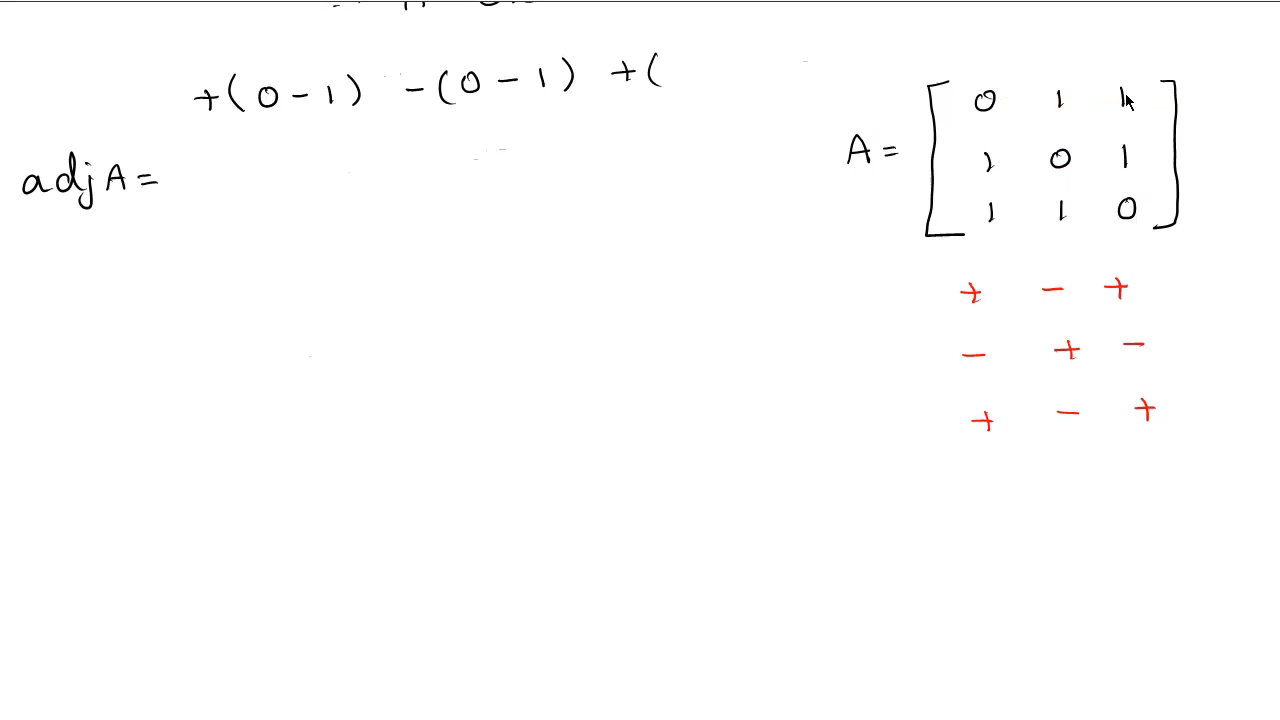 +(0-1) -(0-1) +(
adj A =
A = [ 0 1 1
1 0 1
1 1 0 ]
+ - +
- + -
+ - +